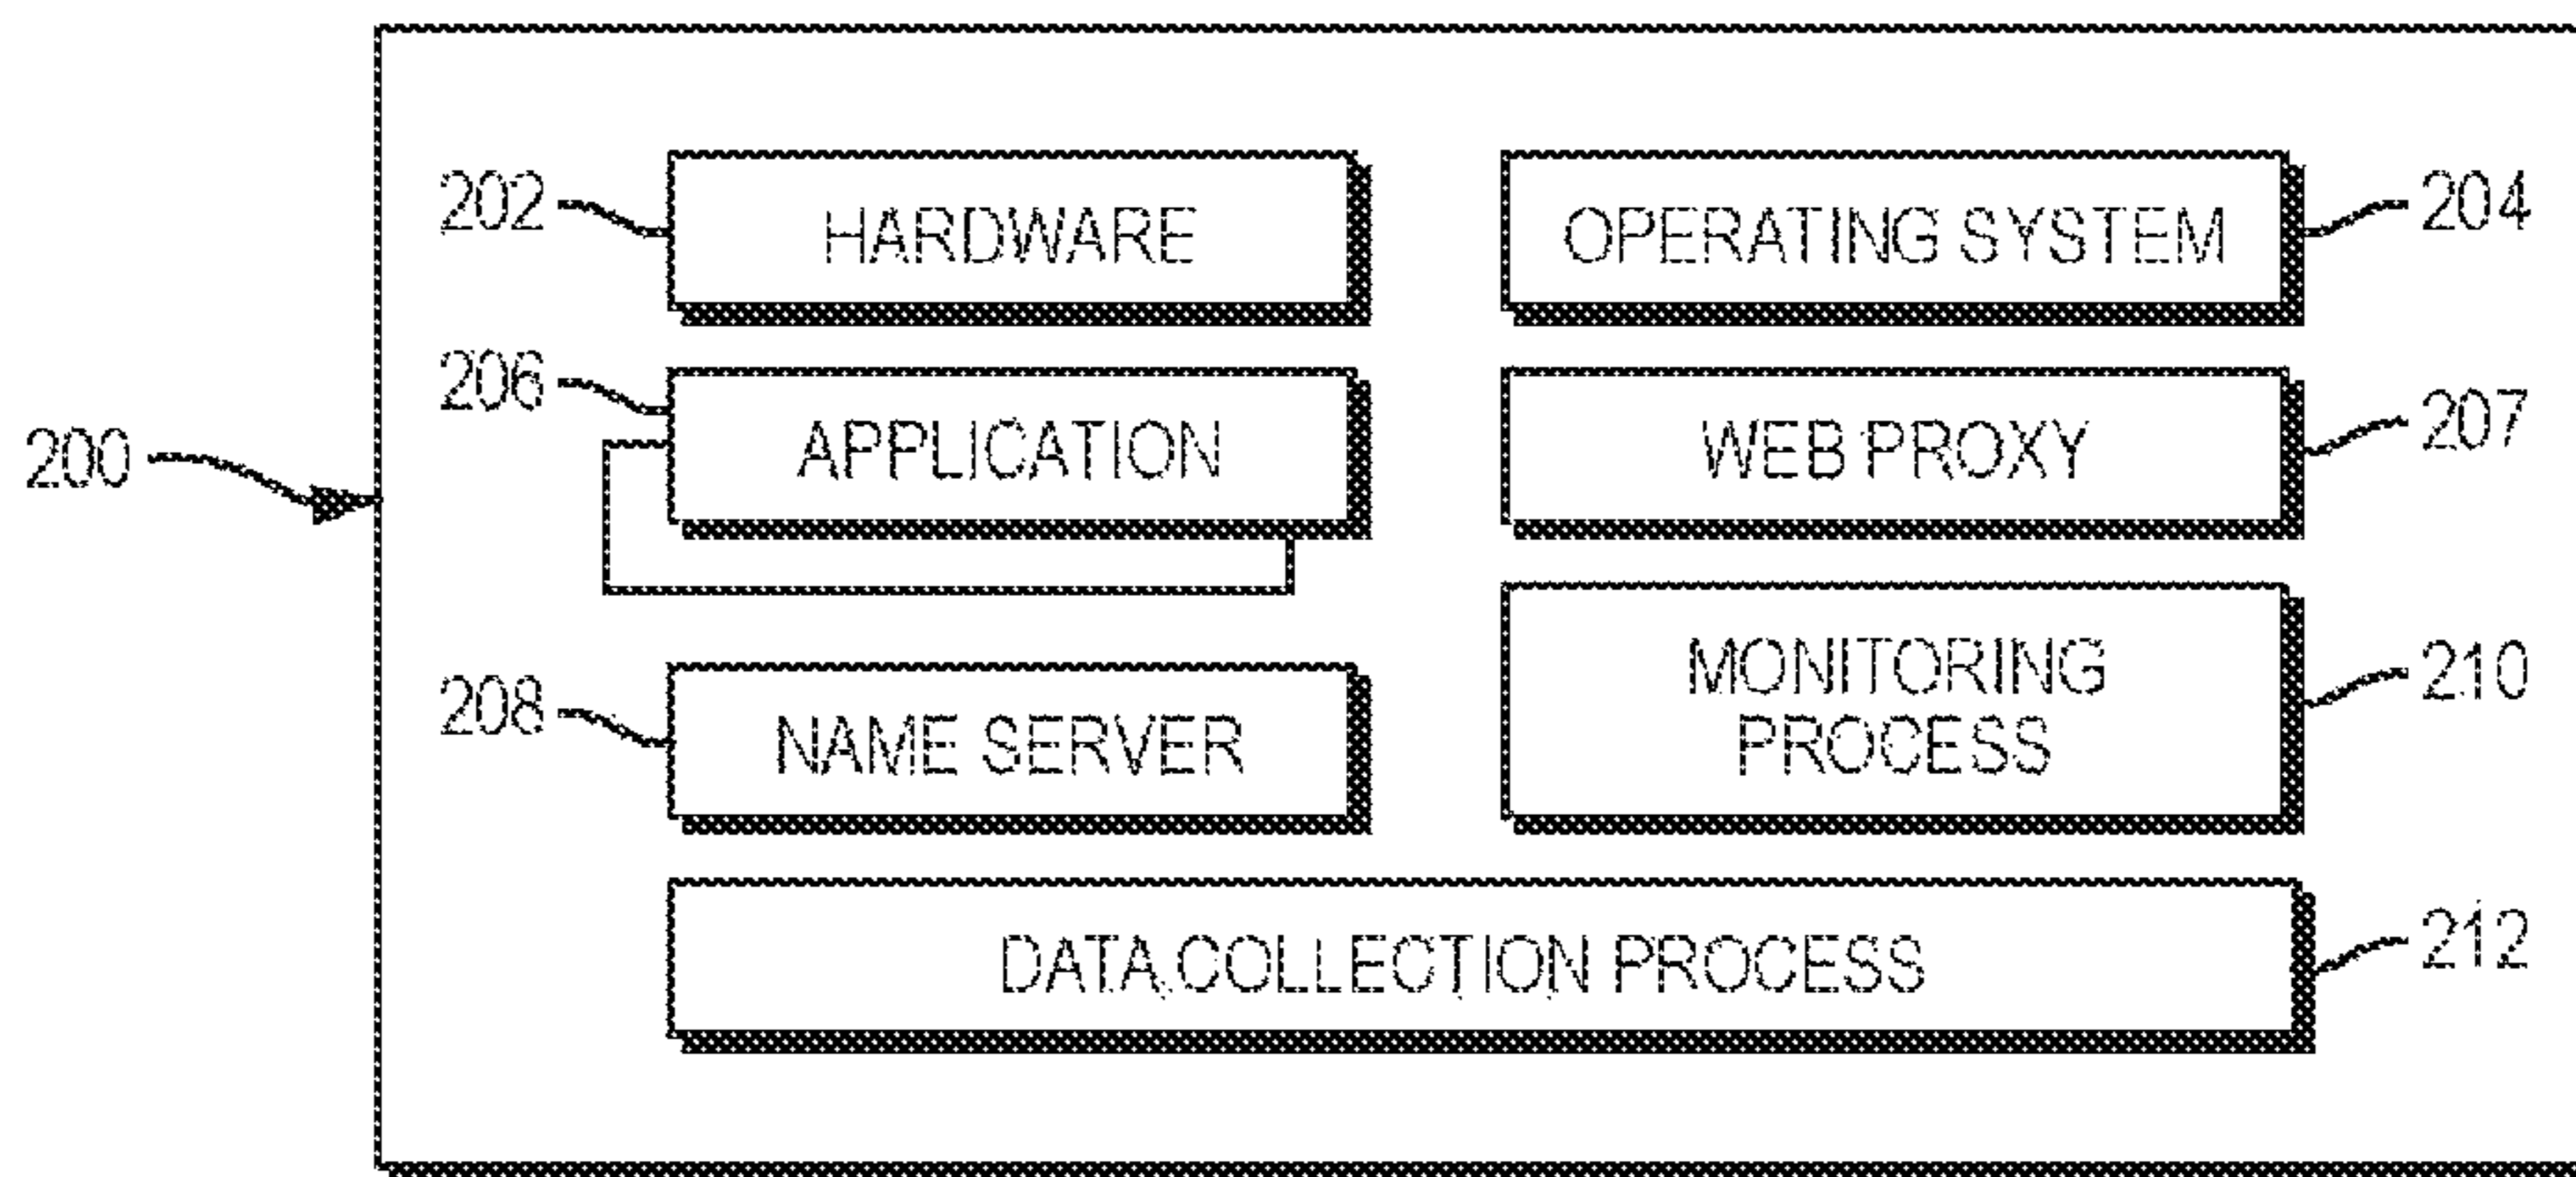 202 HARDWARE OPERATING SYSTEM 204
206 APPLICATION WEB PROXY 207
200
208 NAME SERVER MONITORING PROCESS 210
DATA COLLECTION PROCESS 212